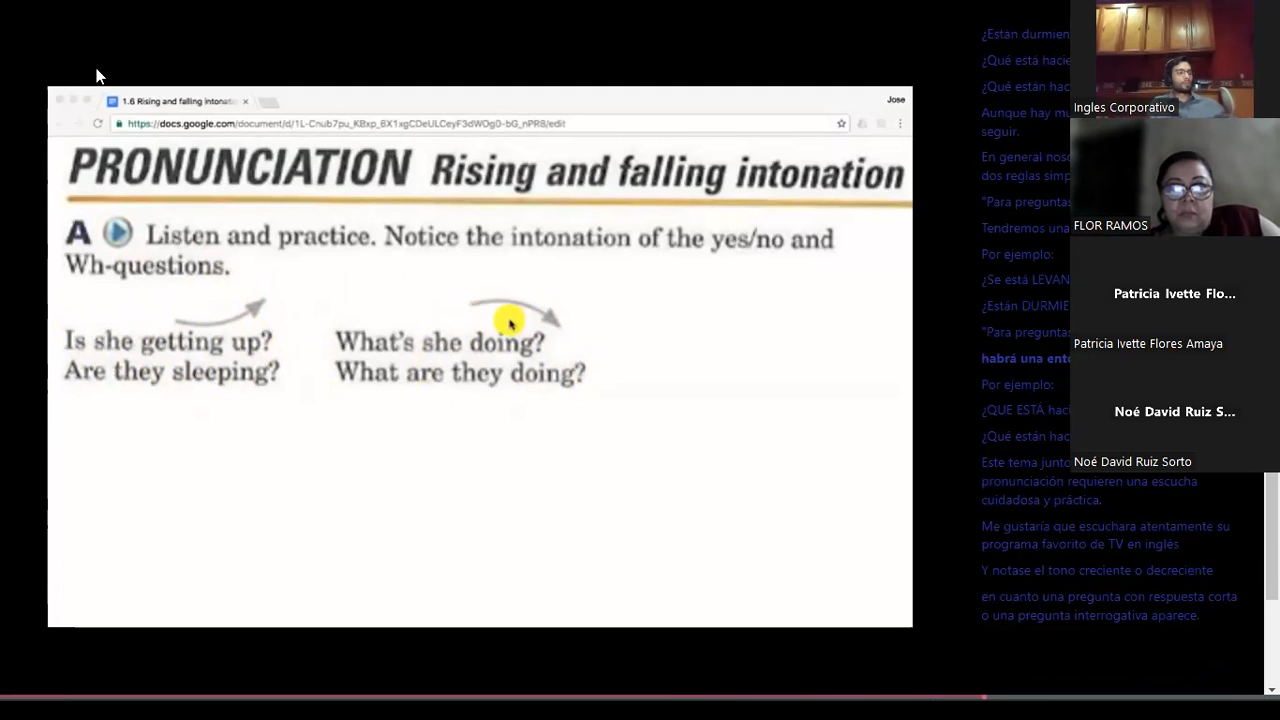 1.6 Rising and falling intona
Jose
https://docs.google.com/document/d/1L-Cnub7pu_KBxp_6X1xgCDeULCeyF3dWOgD-bG_nPR8/edit
PRONUNCIATION Rising and falling intonation
A Listen and practice. Notice the intonation of the yes/no and
Wh-questions.
Is she getting up? What's she doing?
Are they sleeping? What are they doing?
¿Están durmien
¿Qué está hacie
¿Qué están hac
Aunque hay mu
seguir.
En general noso
dos reglas simp
"Para preguntas
Tendremos una
Por ejemplo:
¿Se está LEVAN
¿Están DURMIE
"Para preguntas
habrá una ento
Por ejemplo:
¿QUE ESTÁ haci
¿Qué están hac
Este tema junto
pronunciación requieren una escucha
cuidadosa y práctica.
Me gustaría que escuchara atentamente su
programa favorito de TV en inglés
Y notase el tono creciente o decreciente
en cuanto una pregunta con respuesta corta
o una pregunta interrogativa aparece.
Ingles Corporativo
FLOR RAMOS
Patricia Ivette Flo...
Patricia Ivette Flores Amaya
Noé David Ruiz S...
Noé David Ruiz Sorto